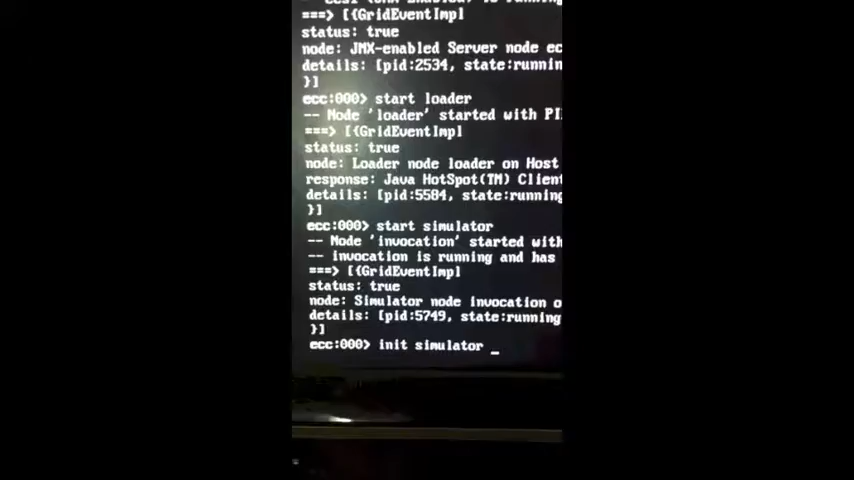 is running
===> [{GridEventImpl
status: true
node: JMX-enabled Server node ec
details: [pid:2534, state:runnin
}]
ecc:000> start loader
-- Node 'loader' started with PI
===> [{GridEventImpl
status: true
node: Loader node loader on Host
response: Java HotSpot(TM) Client
details: [pid:5584, state:running
}]
ecc:000> start simulator
-- Node 'invocation' started with
-- invocation is running and has
===> [{GridEventImpl
status: true
node: Simulator node invocation o
details: [pid:5749, state:running
}]
ecc:000> init simulator _